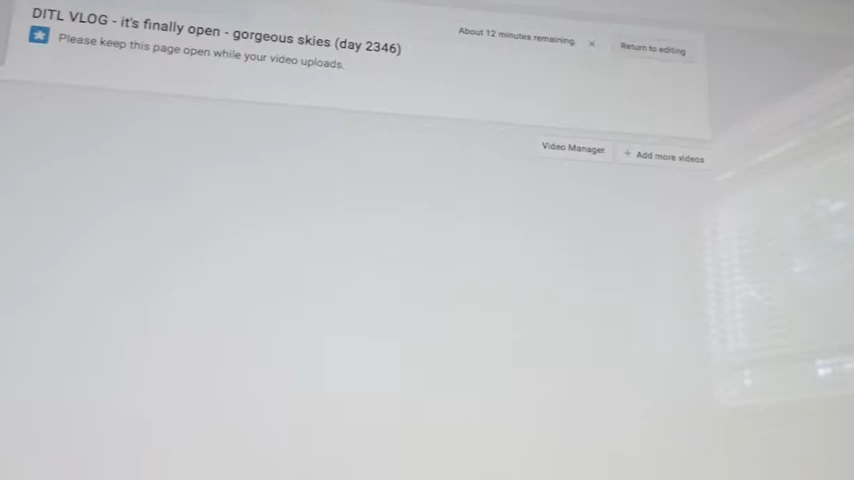 DITL VLOG - it's finally open - gorgeous skies (day 2346)
About 12 minutes remaining.
Return to editing
Please keep this page open while your video uploads.
Video Manager
+ Add more videos